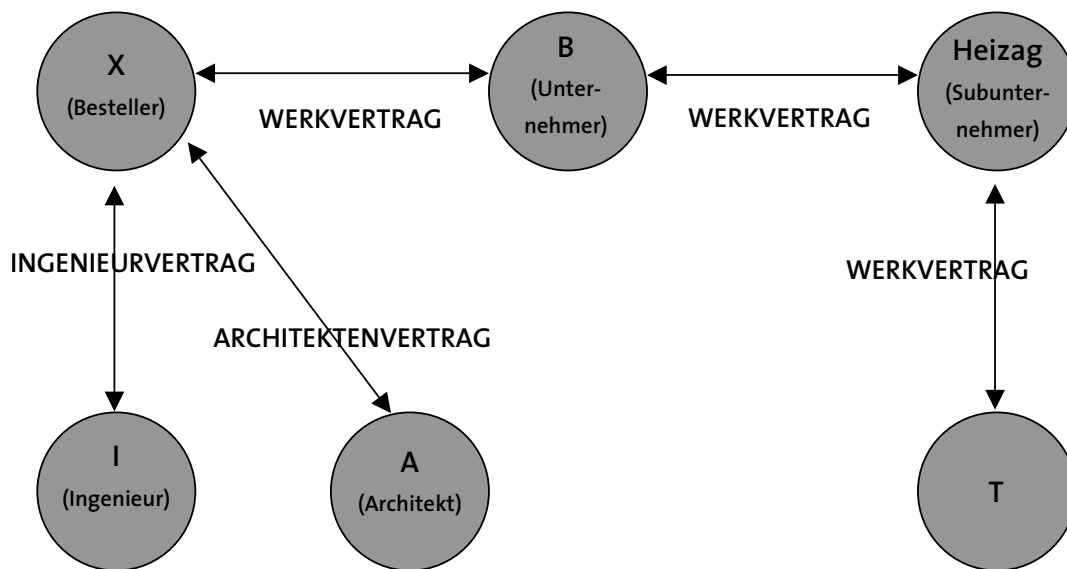 X
(Besteller)
B
(Unter-
nehmer)
Heizag
(Subunter-
nehmer)
WERKVERTRAG
WERKVERTRAG
INGENIEURVERTRAG
WERKVERTRAG
ARCHITEKTENVERTRAG
I
(Ingenieur)
A
(Architekt)
T